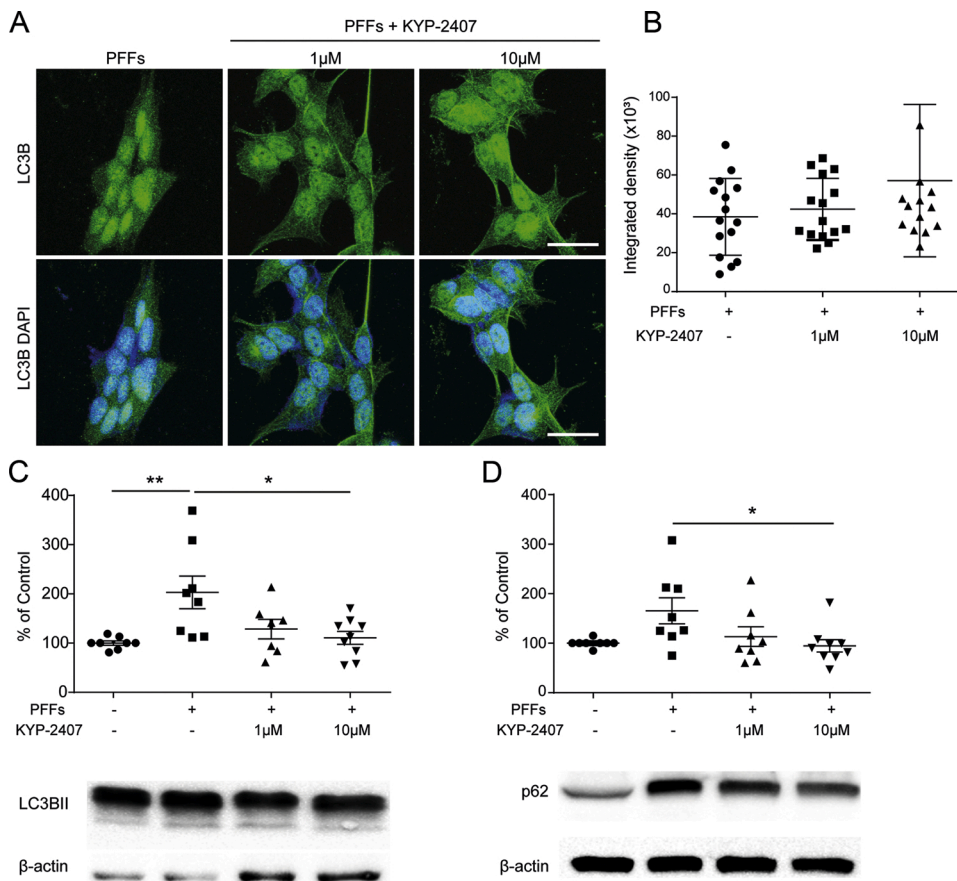 A
PFFs + KYP-2407
PFFs 1µM 10µM
LC3B
LC3B DAPI
B
Integrated density (x10³)
100
80
60
40
20
0
PFFs + + +
KYP-2407 - 1µM 10µM
C
% of Control
400
300
200
100
0
** *
PFFs - + + +
KYP-2407 - - 1µM 10µM
LC3BII
β-actin
D
% of Control
400
300
200
100
0
*
PFFs - + + +
KYP-2407 - - 1µM 10µM
p62
β-actin